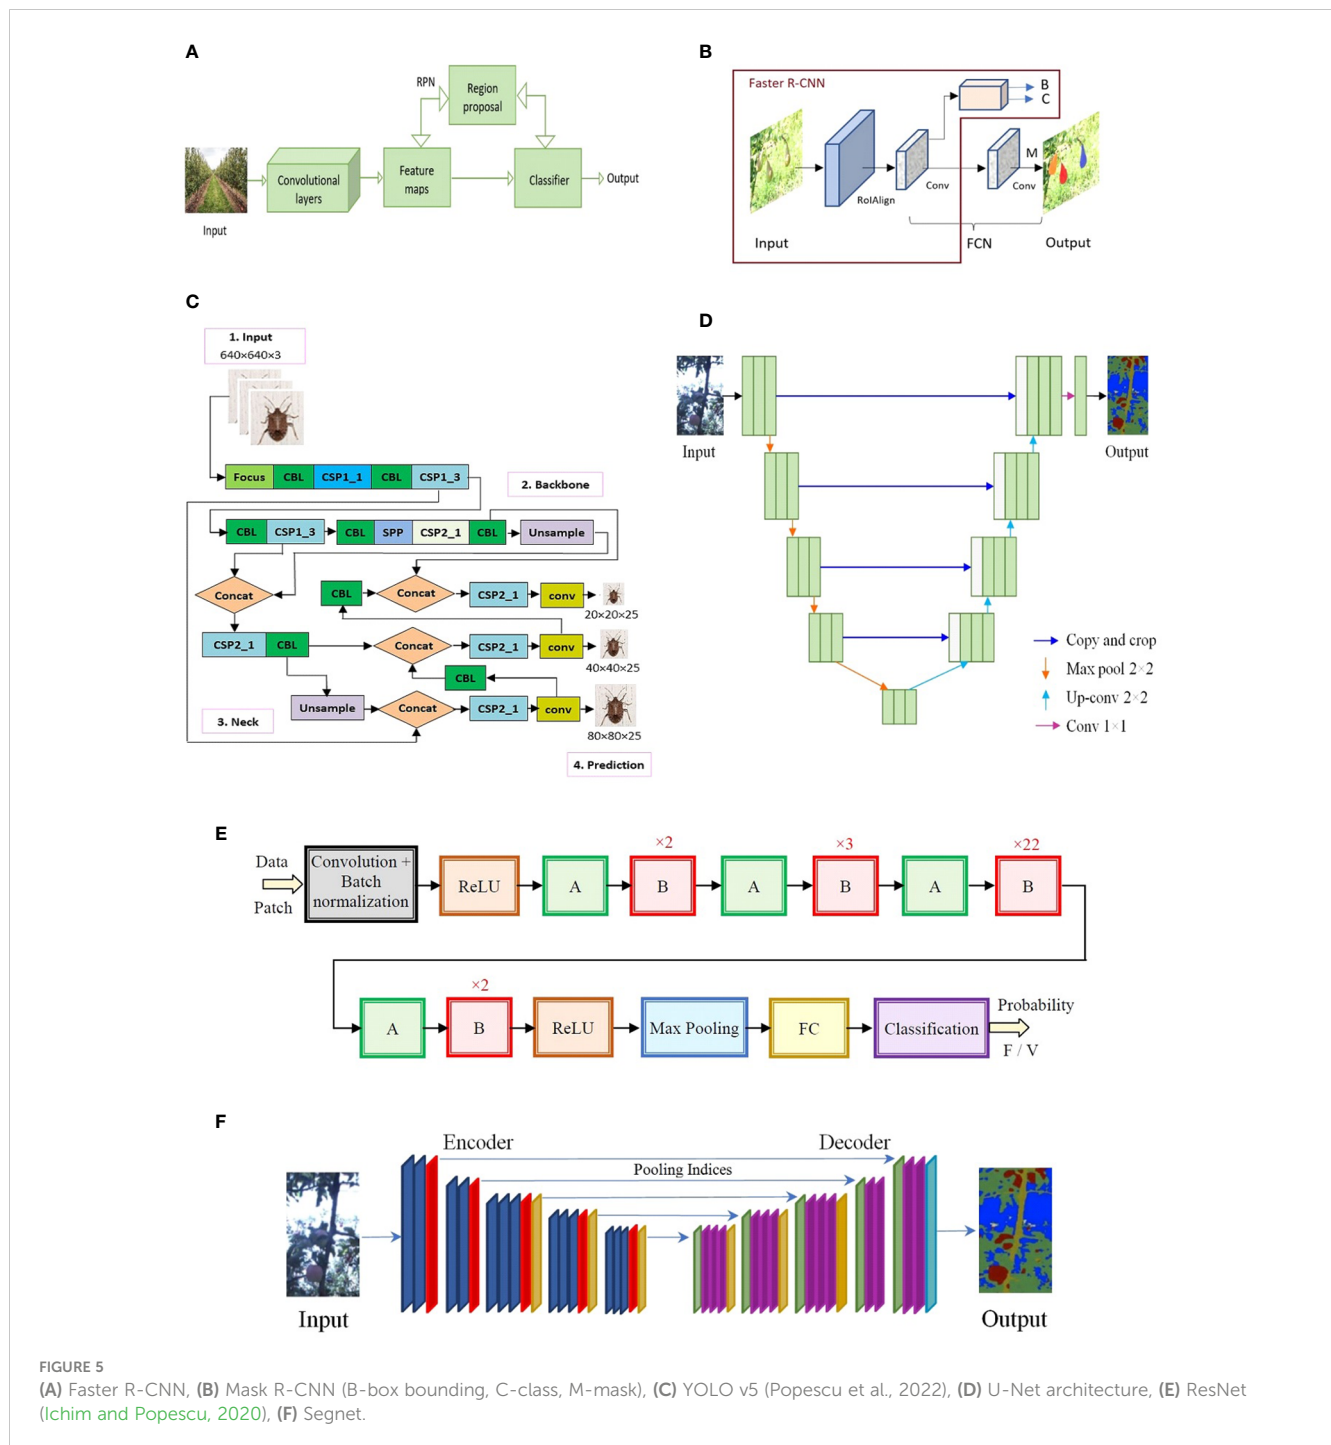 A
RPN
Region
proposal
Convolutional
layers
Feature
maps
Classifier
Output
Input
B
Faster R-CNN
B
C
M
RoIAlign
Conv
Conv
Input
FCN
Output
C
1. Input
640×640×3
Focus CBL CSP1_1 CBL CSP1_3
2. Backbone
CBL CSP1_3 CBL SPP CSP2_1 CBL Unsample
Concat CBL Concat CSP2_1 conv
20×20×25
CSP2_1 CBL Concat CSP2_1 conv
40×40×25
CBL
Unsample Concat CSP2_1 conv
3. Neck
80×80×25
4. Prediction
D
Input
Output
Copy and crop
Max pool 2×2
Up-conv 2×2
Conv 1×1
E
Data
Patch
Convolution +
Batch
normalization
ReLU
A
×2
B
A
×3
B
A
×22
B
A
×2
B
ReLU
Max Pooling
FC
Classification
Probability
F / V
F
Encoder
Decoder
Pooling Indices
Input
Output
FIGURE 5
(A) Faster R-CNN, (B) Mask R-CNN (B-box bounding, C-class, M-mask), (C) YOLO v5 (Popescu et al., 2022), (D) U-Net architecture, (E) ResNet
(Ichim and Popescu, 2020), (F) Segnet.